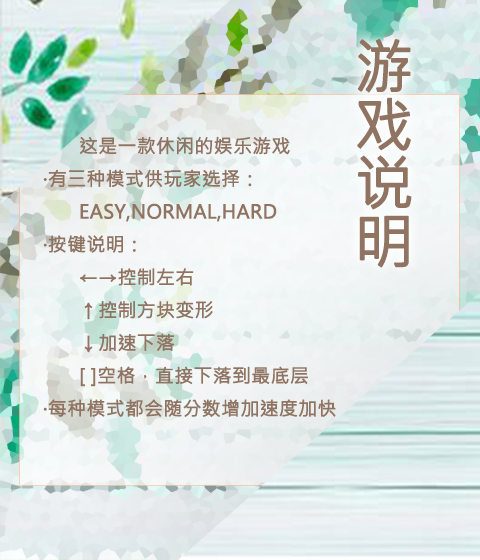 游戏说明
这是一款休闲的娱乐游戏
·有三种模式供玩家选择：
EASY,NORMAL,HARD
·按键说明：
←→控制左右
↑控制方块变形
↓加速下落
[ ]空格，直接下落到最底层
·每种模式都会随分数增加速度加快